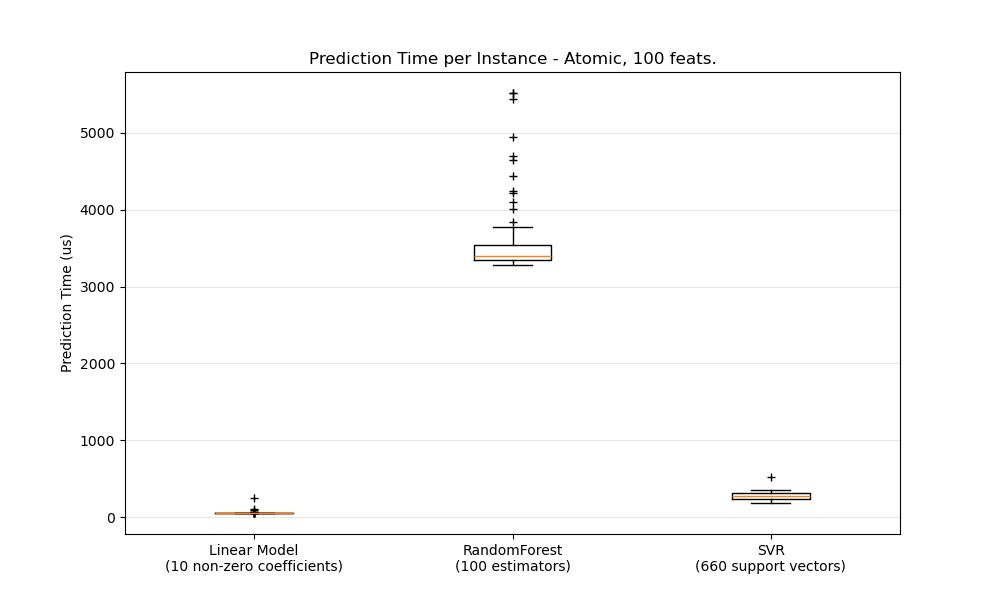 Prediction Time per Instance - Atomic, 100 feats.
Prediction Time (us)
5000
4000
3000
2000
1000
0
Linear Model
(10 non-zero coefficients)
RandomForest
(100 estimators)
SVR
(660 support vectors)